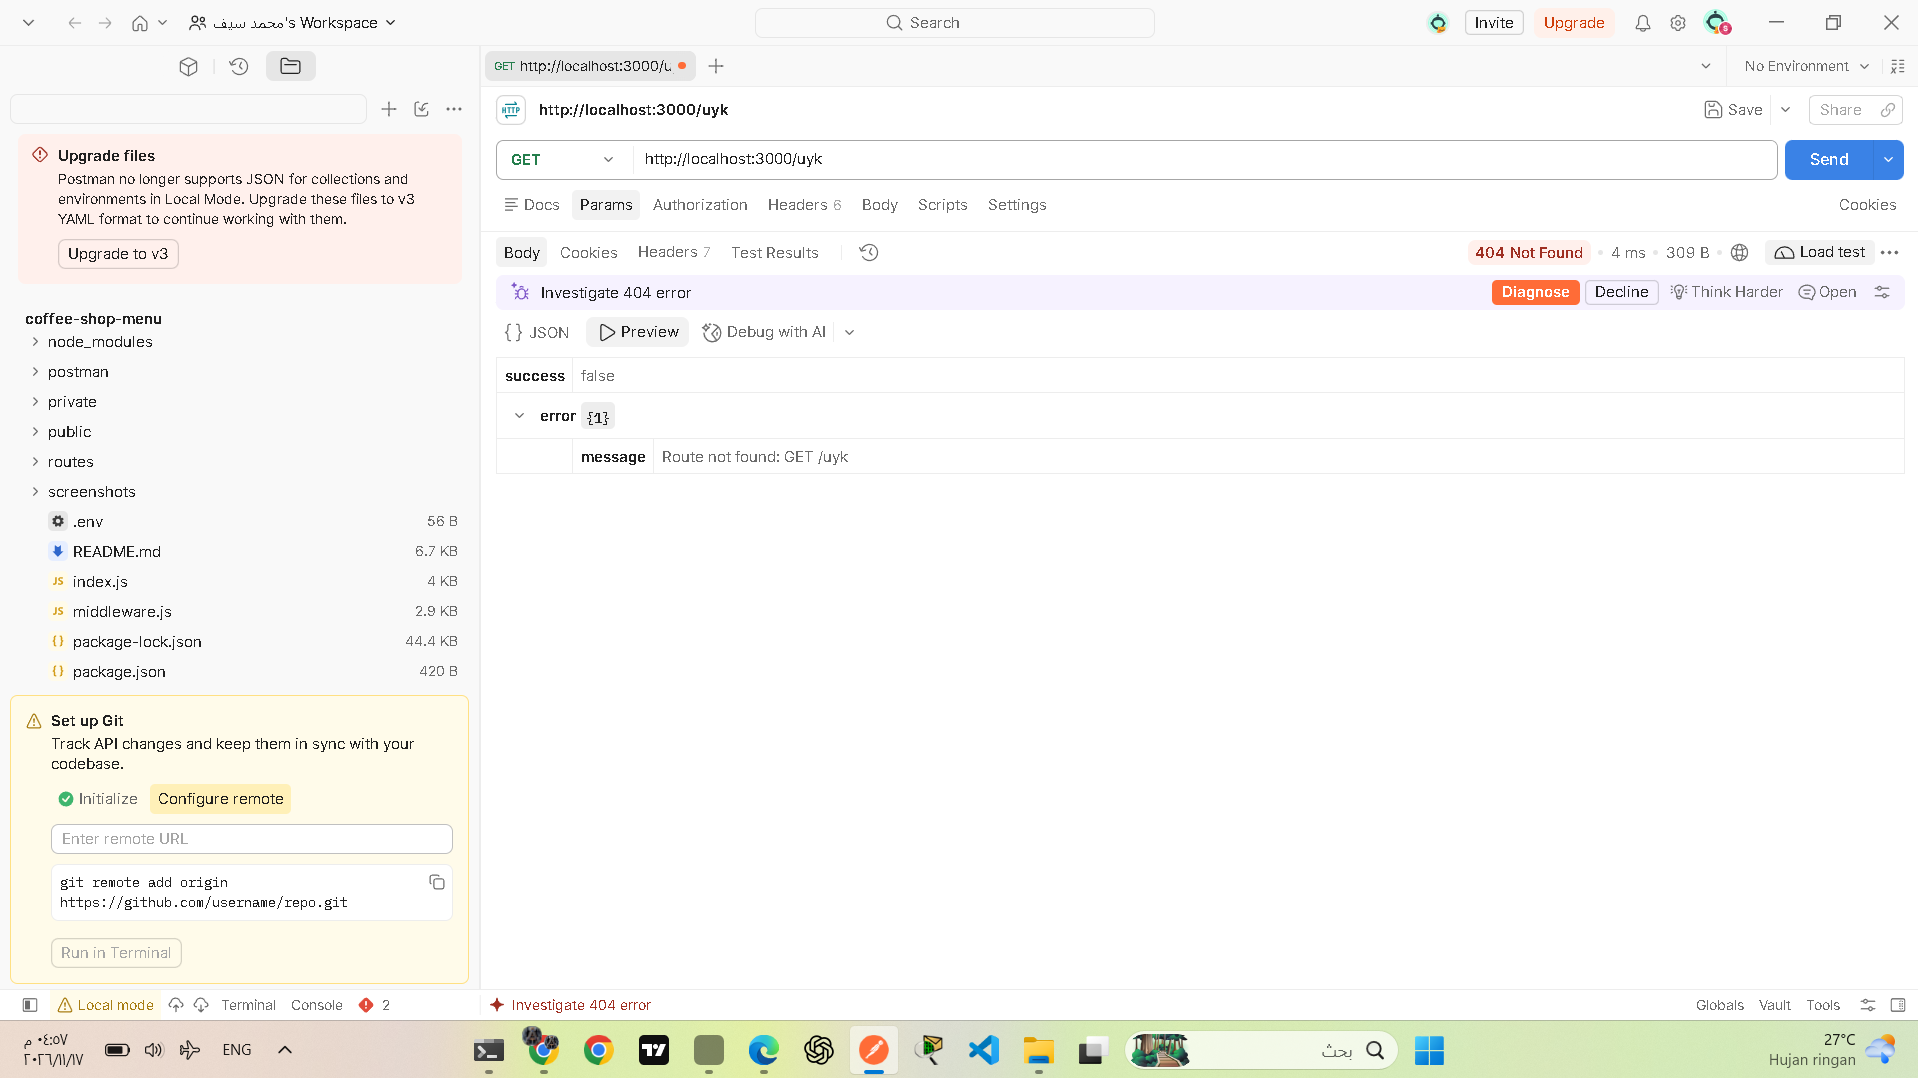 محمد سيف's Workspace
Search
Invite
Upgrade
GET http://localhost:3000/u
No Environment
HTTP
http://localhost:3000/uyk
Save
Share
Upgrade files
Postman no longer supports JSON for collections and
environments in Local Mode. Upgrade these files to v3
YAML format to continue working with them.
Upgrade to v3
GET
http://localhost:3000/uyk
Send
Docs
Params
Authorization
Headers 6
Body
Scripts
Settings
Cookies
Body
Cookies
Headers 7
Test Results
404 Not Found
4 ms
309 B
Load test
Investigate 404 error
Diagnose
Decline
Think Harder
Open
{} JSON
Preview
Debug with AI
success false
error {1}
message Route not found: GET /uyk
coffee-shop-menu
node_modules
postman
private
public
routes
screenshots
.env 56 B
README.md 6.7 KB
JS index.js 4 KB
JS middleware.js 2.9 KB
{} package-lock.json 44.4 KB
{} package.json 420 B
Set up Git
Track API changes and keep them in sync with your
codebase.
Initialize
Configure remote
Enter remote URL
git remote add origin
https://github.com/username/repo.git
Run in Terminal
Local mode
Terminal
Console
2
Investigate 404 error
Globals
Vault
Tools
٠٤:٥٧ م
٢٠٢٦/١١/١٧
ENG
بحث
27°C
Hujan ringan